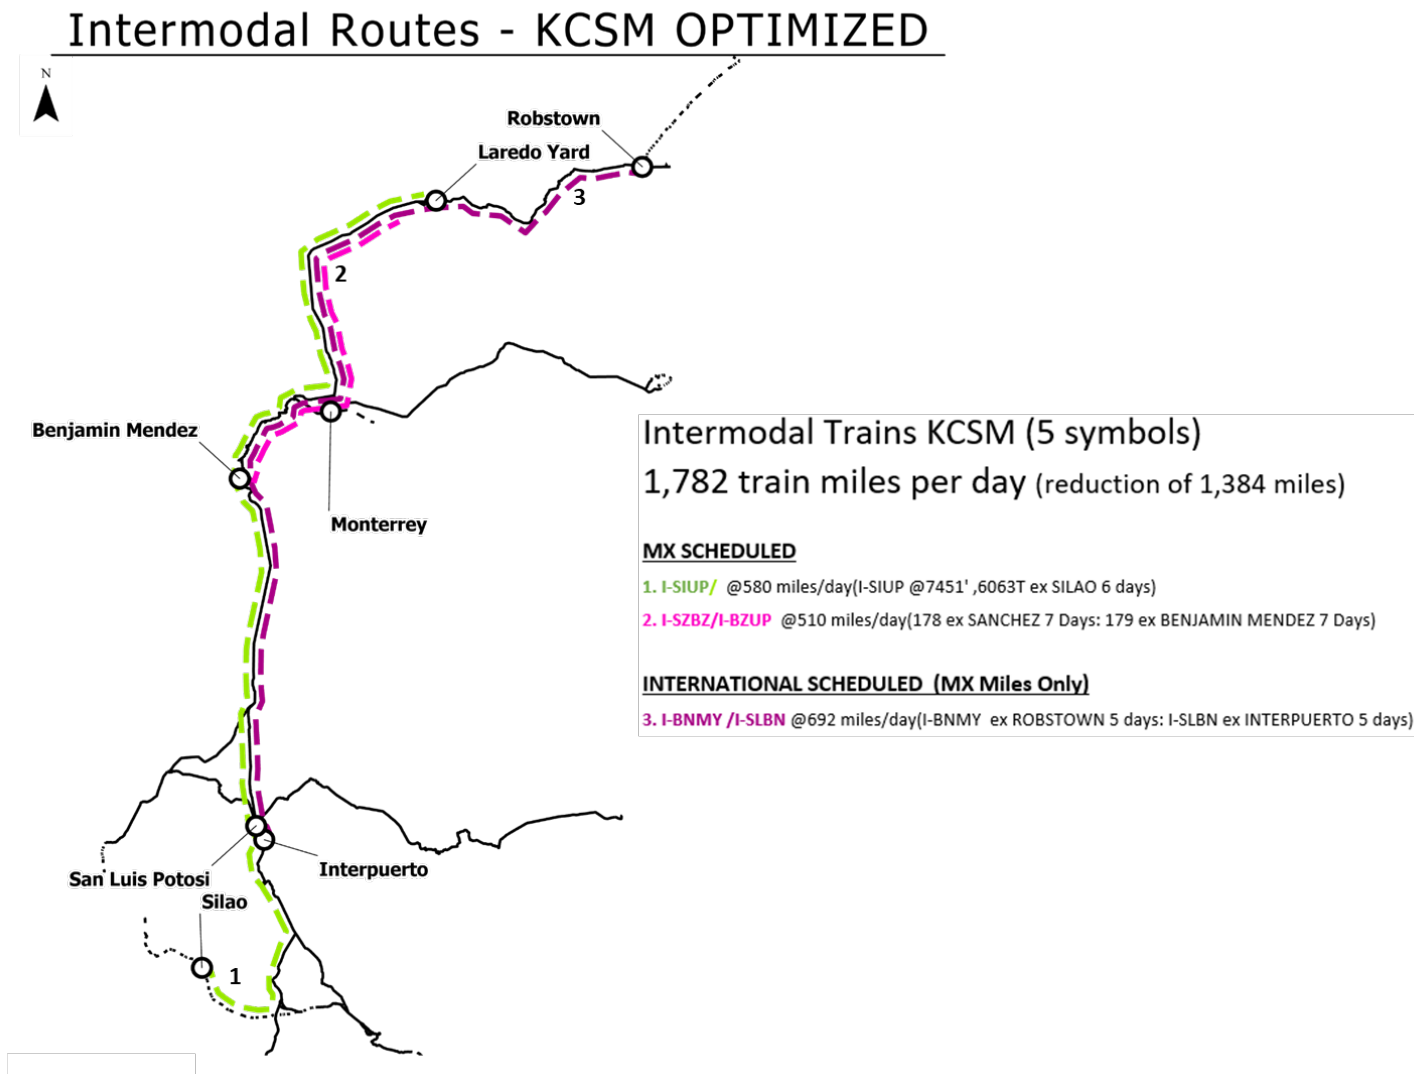 Intermodal Routes - KCSM OPTIMIZED
N
Robstown
Laredo Yard
3
2
Benjamin Mendez
Monterrey
Intermodal Trains KCSM (5 symbols)
1,782 train miles per day (reduction of 1,384 miles)
MX SCHEDULED
1. I-SIUP/ @580 miles/day(I-SIUP @7451' ,6063T ex SILAO 6 days)
2. I-SZBZ/I-BZUP @510 miles/day(178 ex SANCHEZ 7 Days: 179 ex BENJAMIN MENDEZ 7 Days)
INTERNATIONAL SCHEDULED (MX Miles Only)
3. I-BNMY /I-SLBN @692 miles/day(I-BNMY ex ROBSTOWN 5 days: I-SLBN ex INTERPUERTO 5 days)
Interpuerto
San Luis Potosi
Silao
1